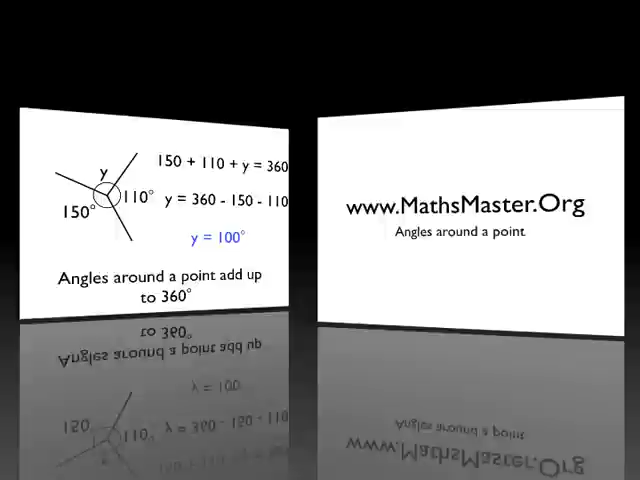 y
150 + 110 + y = 360
110°
150°
y = 360 - 150 - 110
y = 100°
Angles around a point add up
to 360°
www.MathsMaster.Org
Angles around a point